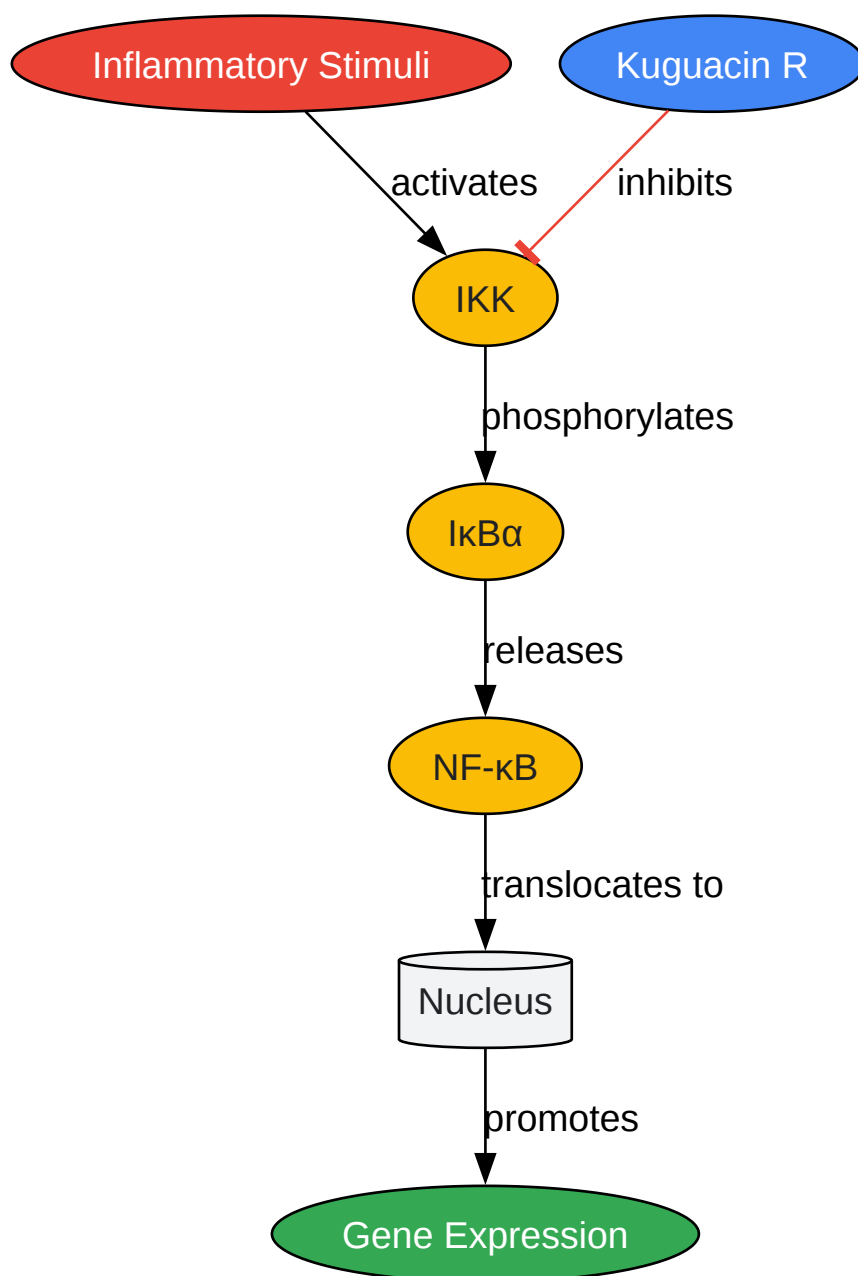 Inflammatory Stimuli
Kuguacin R
activates
inhibits
IKK
phosphorylates
IκBα
releases
NF-κB
translocates to
Nucleus
promotes
Gene Expression